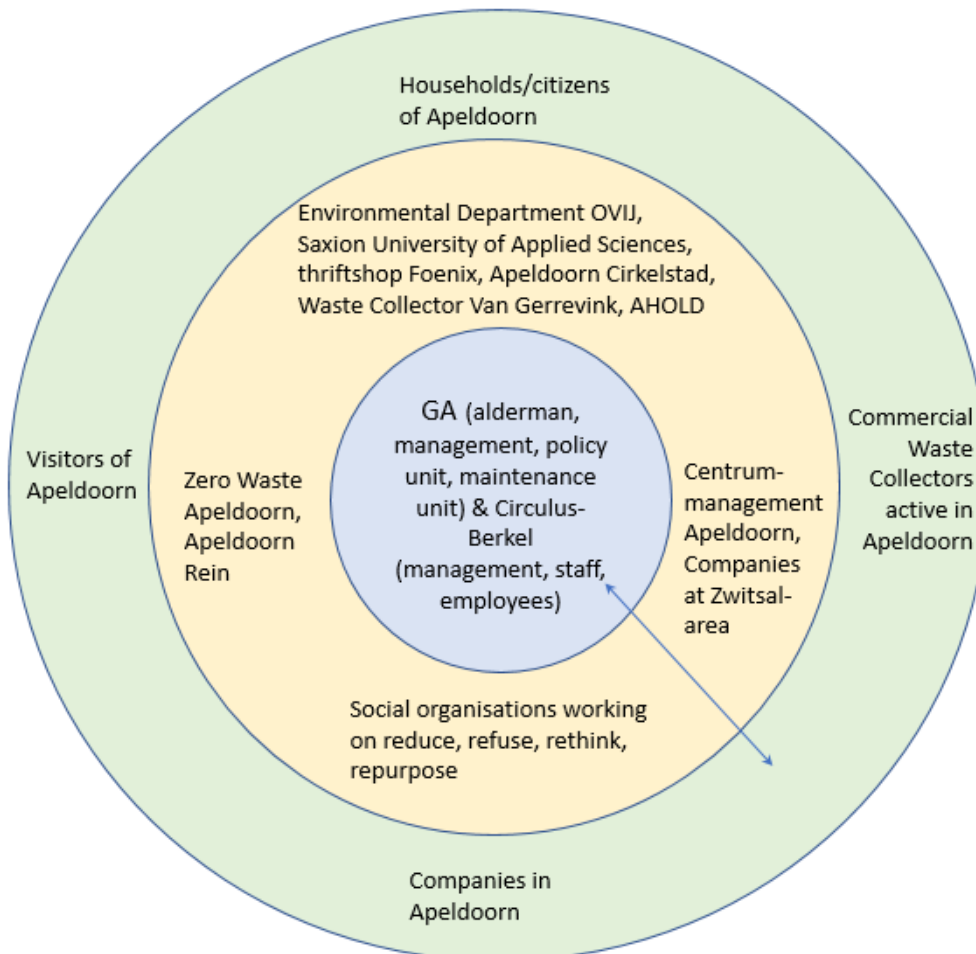 Households/citizens
of Apeldoorn
Environmental Department OVIJ,
Saxion University of Applied Sciences,
thriftshop Foenix, Apeldoorn Cirkelstad,
Waste Collector Van Gerrevink, AHOLD
GA (alderman,
management, policy
unit, maintenance
unit) & Circulus-
Berkel
(management, staff,
employees)
Visitors of
Apeldoorn
Zero Waste
Apeldoorn,
Apeldoorn
Rein
Centrum-
management
Apeldoorn,
Companies
at Zwitsal-
area
Commercial
Waste
Collectors
active in
Apeldoorn
Social organisations working
on reduce, refuse, rethink,
repurpose
Companies in
Apeldoorn